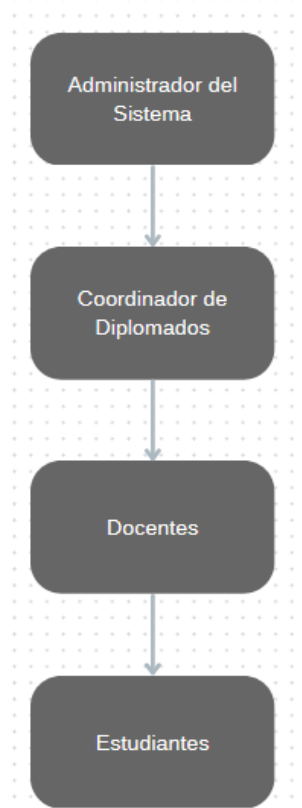 Administrador del
Sistema
Coordinador de
Diplomados
Docentes
Estudiantes